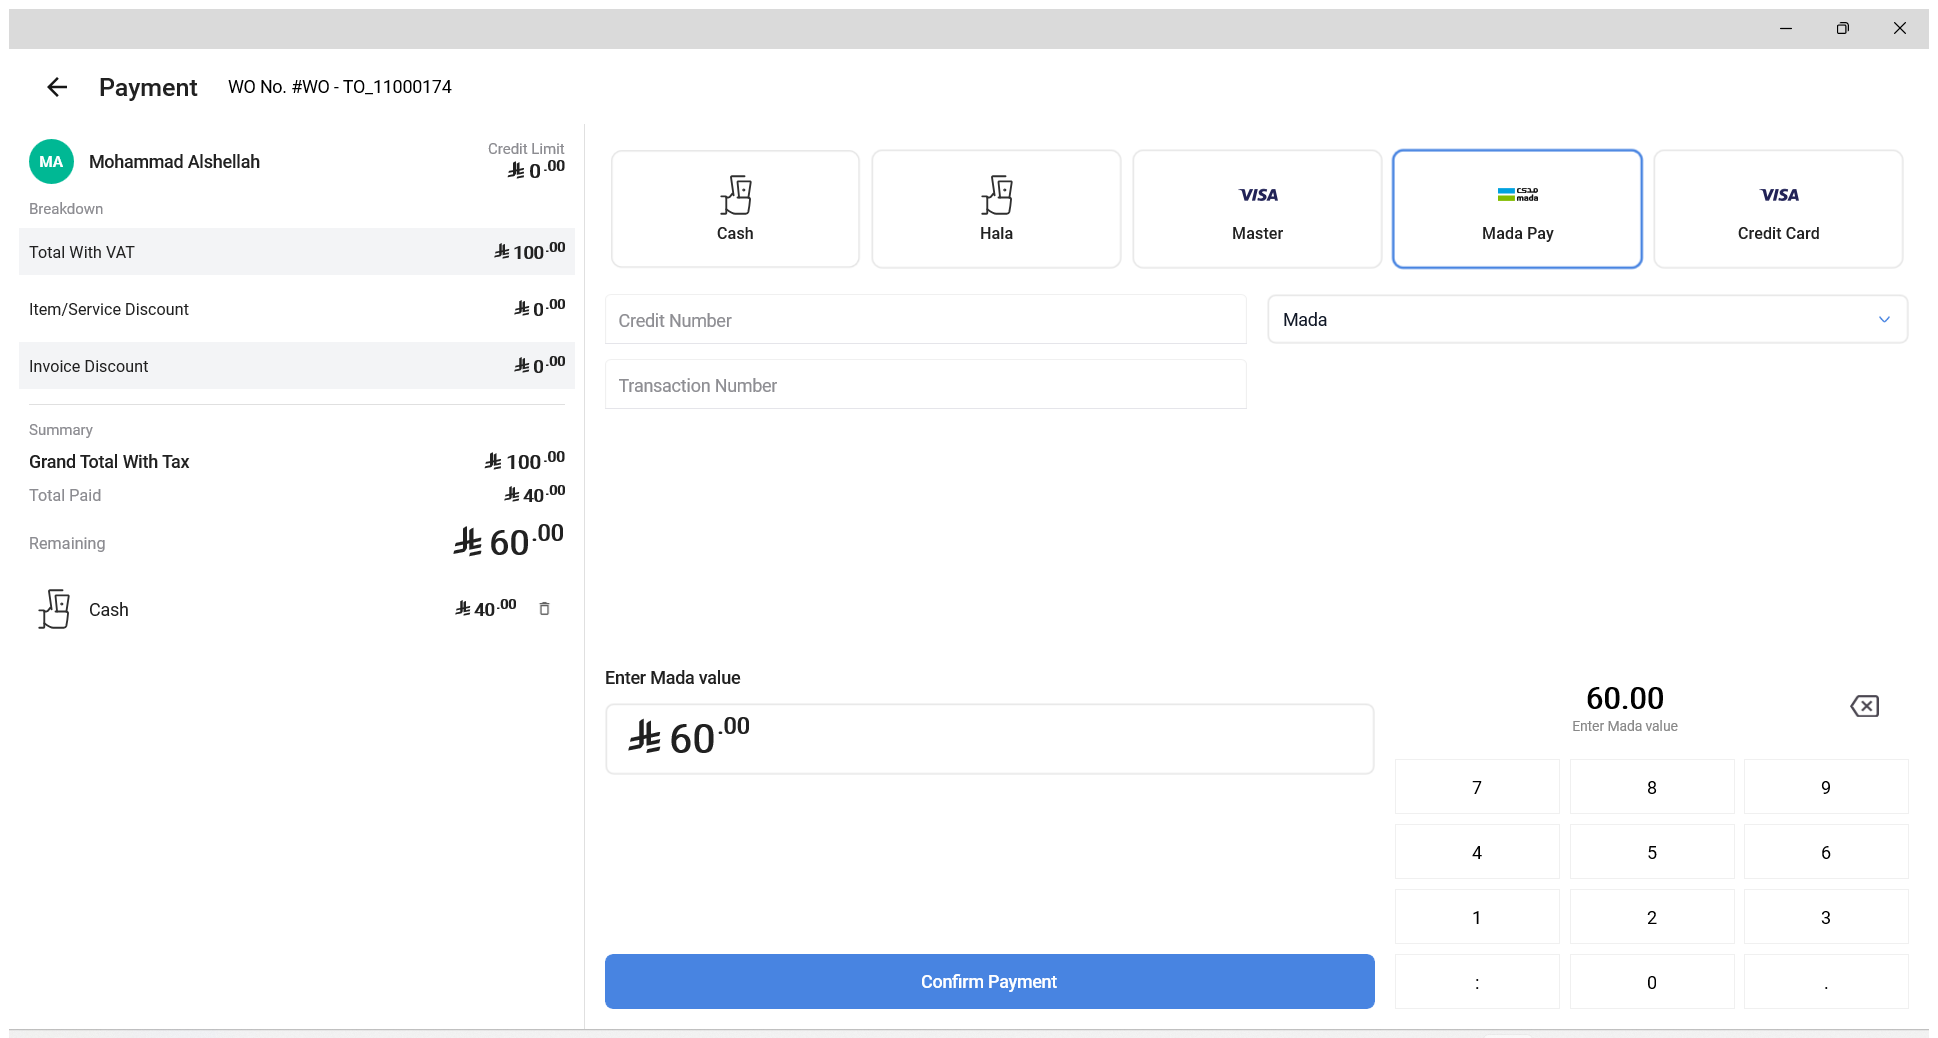 Payment WO No. #WO - TO_11000174
MA Mohammad Alshellah
Credit Limit
⃁ 0.00
Breakdown
Total With VAT ⃁ 100.00
Item/Service Discount ⃁ 0.00
Invoice Discount ⃁ 0.00
Summary
Grand Total With Tax ⃁ 100.00
Total Paid ⃁ 40.00
Remaining ⃁ 60.00
Cash ⃁ 40.00
Cash
Hala
VISA
Master
مدى
mada
Mada Pay
VISA
Credit Card
Credit Number
Mada
Transaction Number
Enter Mada value
⃁ 60.00
Confirm Payment
60.00
Enter Mada value
7 8 9
4 5 6
1 2 3
: 0 .